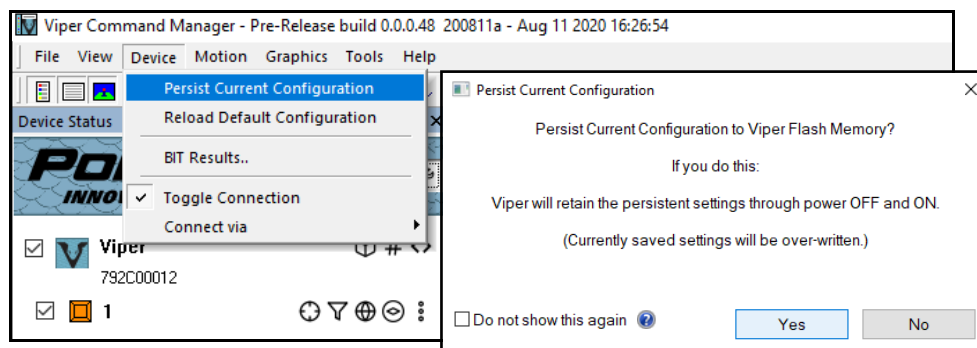 Viper Command Manager - Pre-Release build 0.0.0.48 200811a - Aug 11 2020 16:26:54
File View Device Motion Graphics Tools Help
Persist Current Configuration
Reload Default Configuration
BIT Results..
Toggle Connection
Connect via
Device Status
Viper
792C00012
1
Persist Current Configuration
Persist Current Configuration to Viper Flash Memory?
If you do this:
Viper will retain the persistent settings through power OFF and ON.
(Currently saved settings will be over-written.)
Do not show this again
Yes No